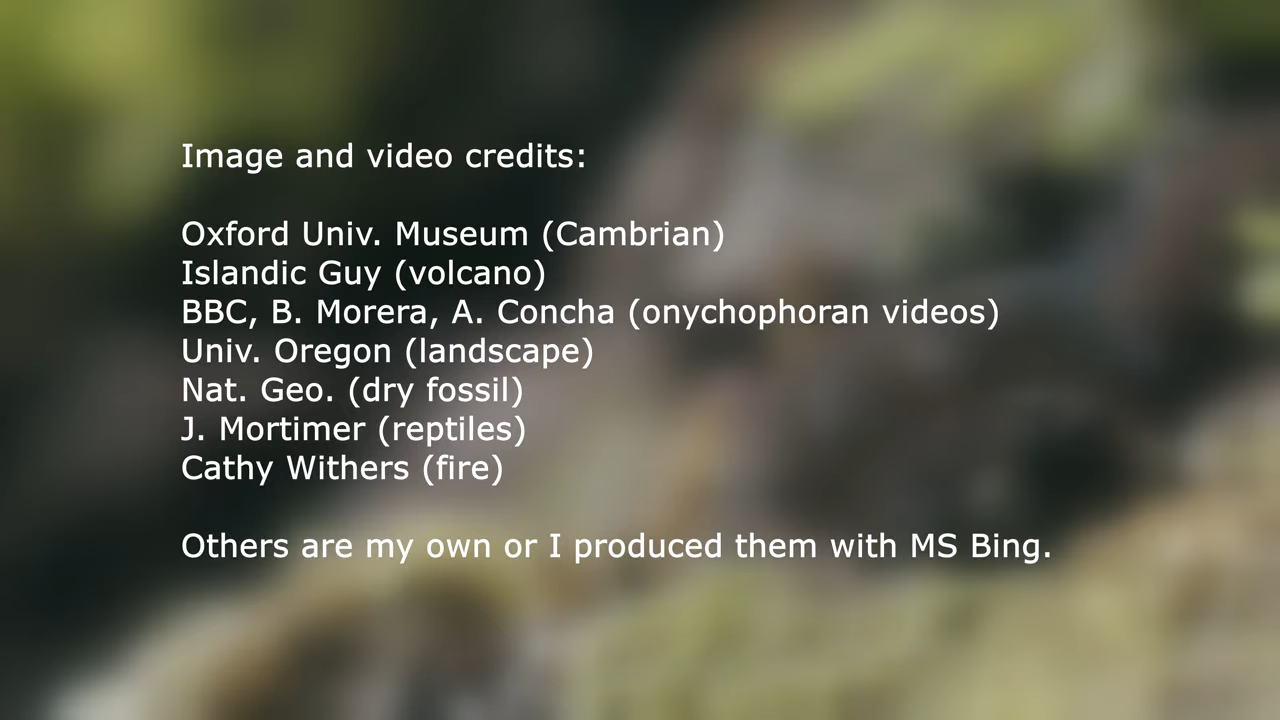 Image and video credits:
Oxford Univ. Museum (Cambrian)
Islandic Guy (volcano)
BBC, B. Morera, A. Concha (onychophoran videos)
Univ. Oregon (landscape)
Nat. Geo. (dry fossil)
J. Mortimer (reptiles)
Cathy Withers (fire)
Others are my own or I produced them with MS Bing.